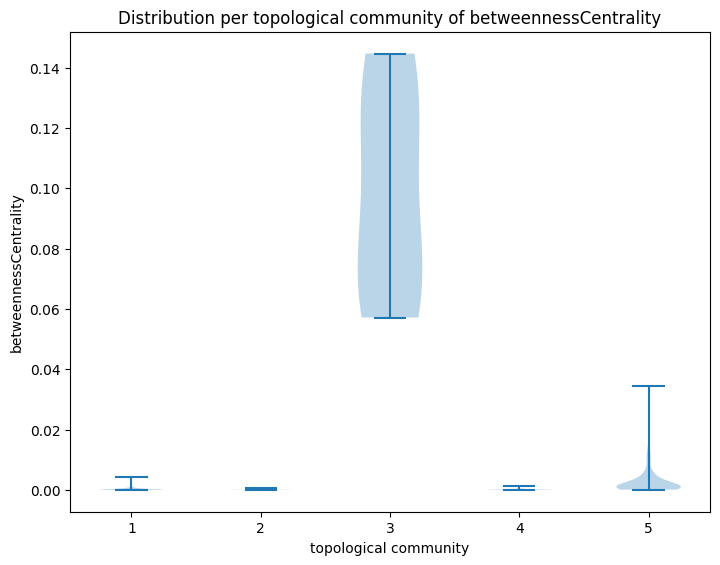 Distribution per topological community of betweennessCentrality
betweennessCentrality
0.14
0.12
0.10
0.08
0.06
0.04
0.02
0.00
1 2 3 4 5
topological community